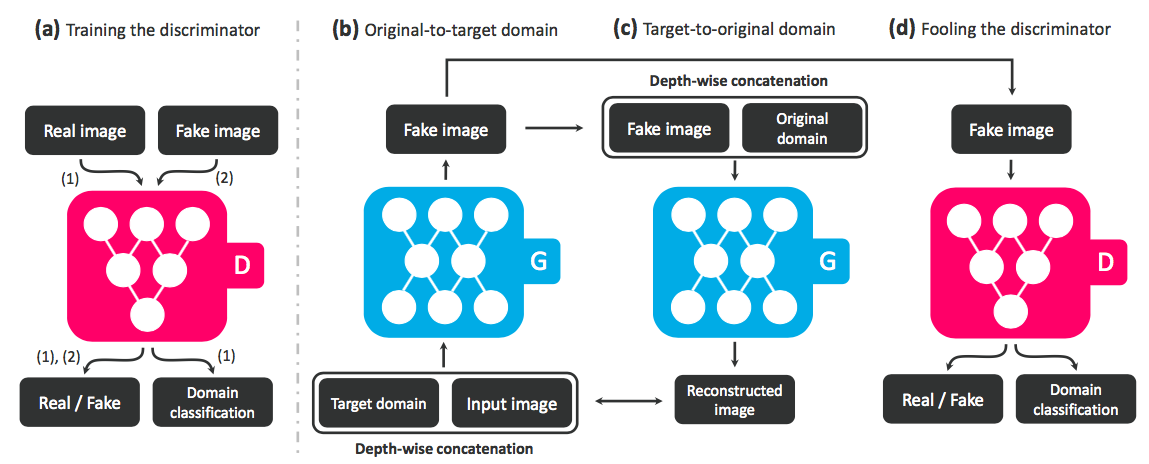 (a) Training the discriminator
(b) Original-to-target domain
(c) Target-to-original domain
(d) Fooling the discriminator
Real image
Fake image
(1)
(2)
D
(1), (2)
(1)
Real / Fake
Domain
classification
Fake image
G
Target domain
Input image
Depth-wise concatenation
Depth-wise concatenation
Fake image
Original
domain
G
Reconstructed
image
Fake image
D
Real / Fake
Domain
classification